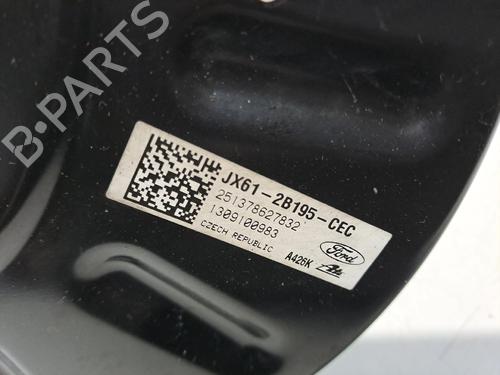 B-PARTS
JX61-2B195-CEC
251378627832
1309100983
CZECH REPUBLIC
Ford
A426K